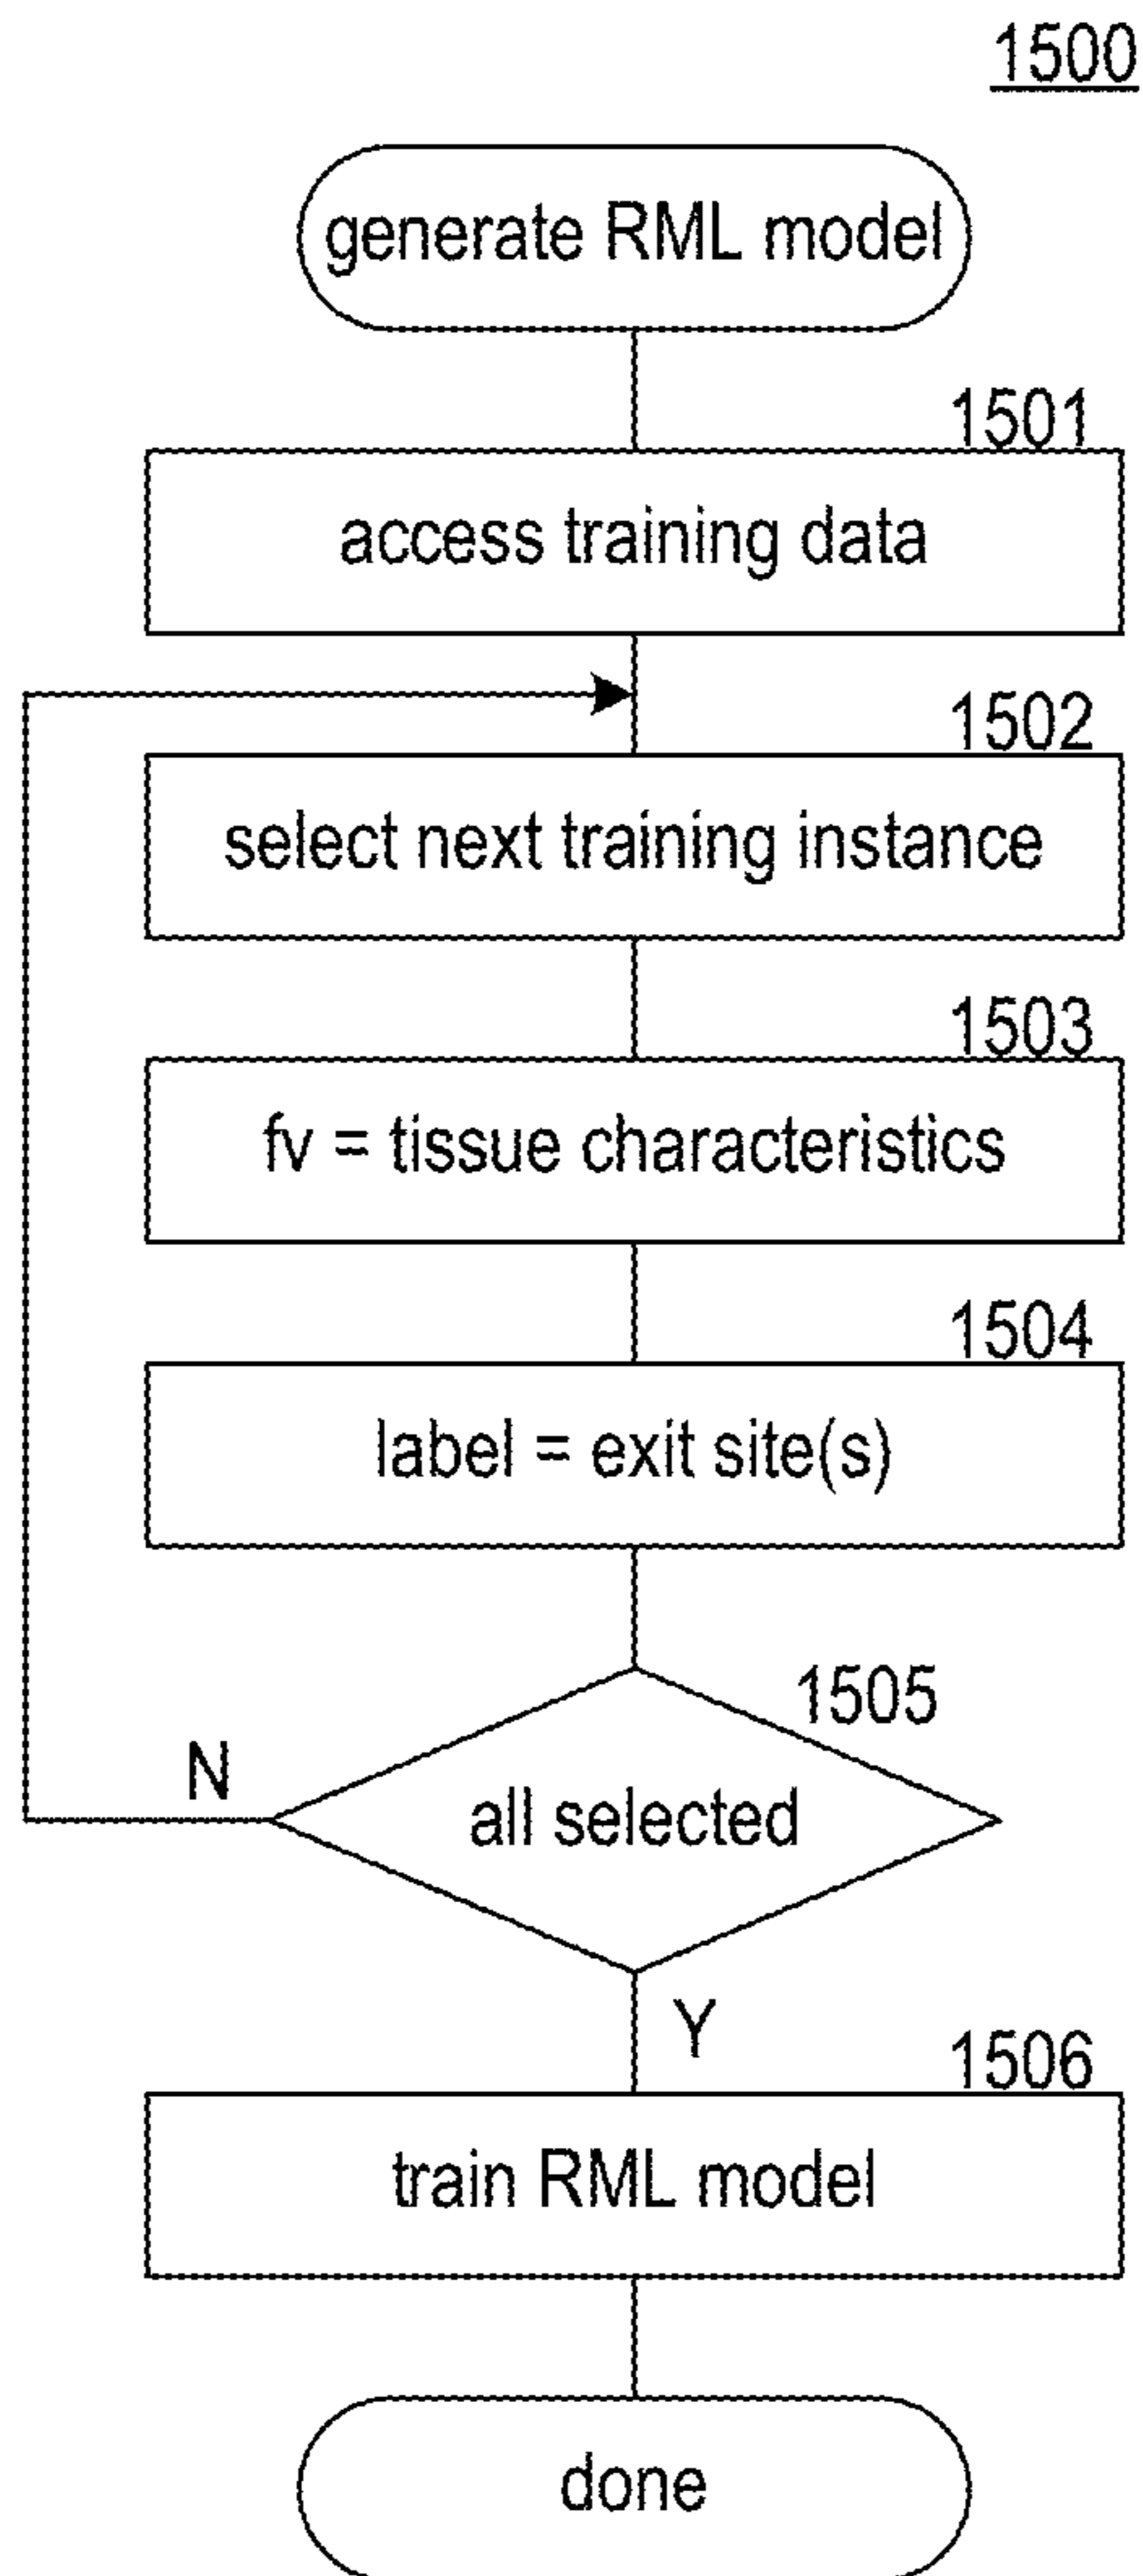 1500
generate RML model
1501
access training data
1502
select next training instance
1503
fv = tissue characteristics
1504
label = exit site(s)
1505
N
all selected
Y
1506
train RML model
done